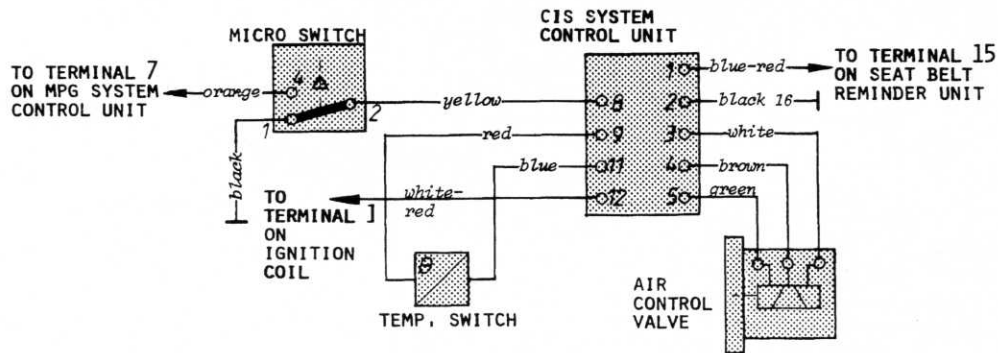 CIS SYSTEM
CONTROL UNIT
MICRO SWITCH
TO TERMINAL 7
ON MPG SYSTEM
CONTROL UNIT
orange
4
1
2
black
yellow
red
blue
white-
red
TO
TERMINAL 1
ON
IGNITION
COIL
TEMP. SWITCH
8
9
11
12
1
2
3
4
5
blue-red
black 16
white
brown
green
TO TERMINAL 15
ON SEAT BELT
REMINDER UNIT
AIR
CONTROL
VALVE